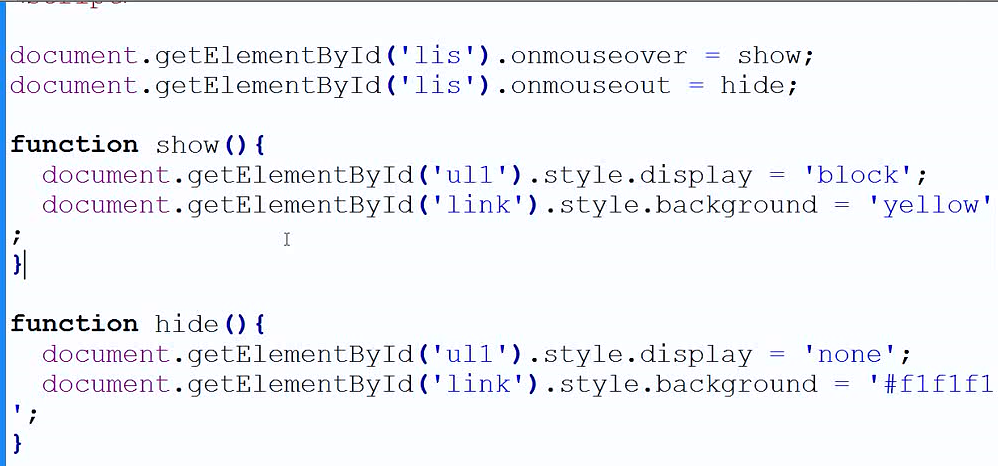 document.getElementById('lis').onmouseover = show;
document.getElementById('lis').onmouseout = hide;
function show(){
  document.getElementById('ul1').style.display = 'block';
  document.getElementById('link').style.background = 'yellow'
;
}
function hide(){
  document.getElementById('ul1').style.display = 'none';
  document.getElementById('link').style.background = '#f1f1f1
';
}